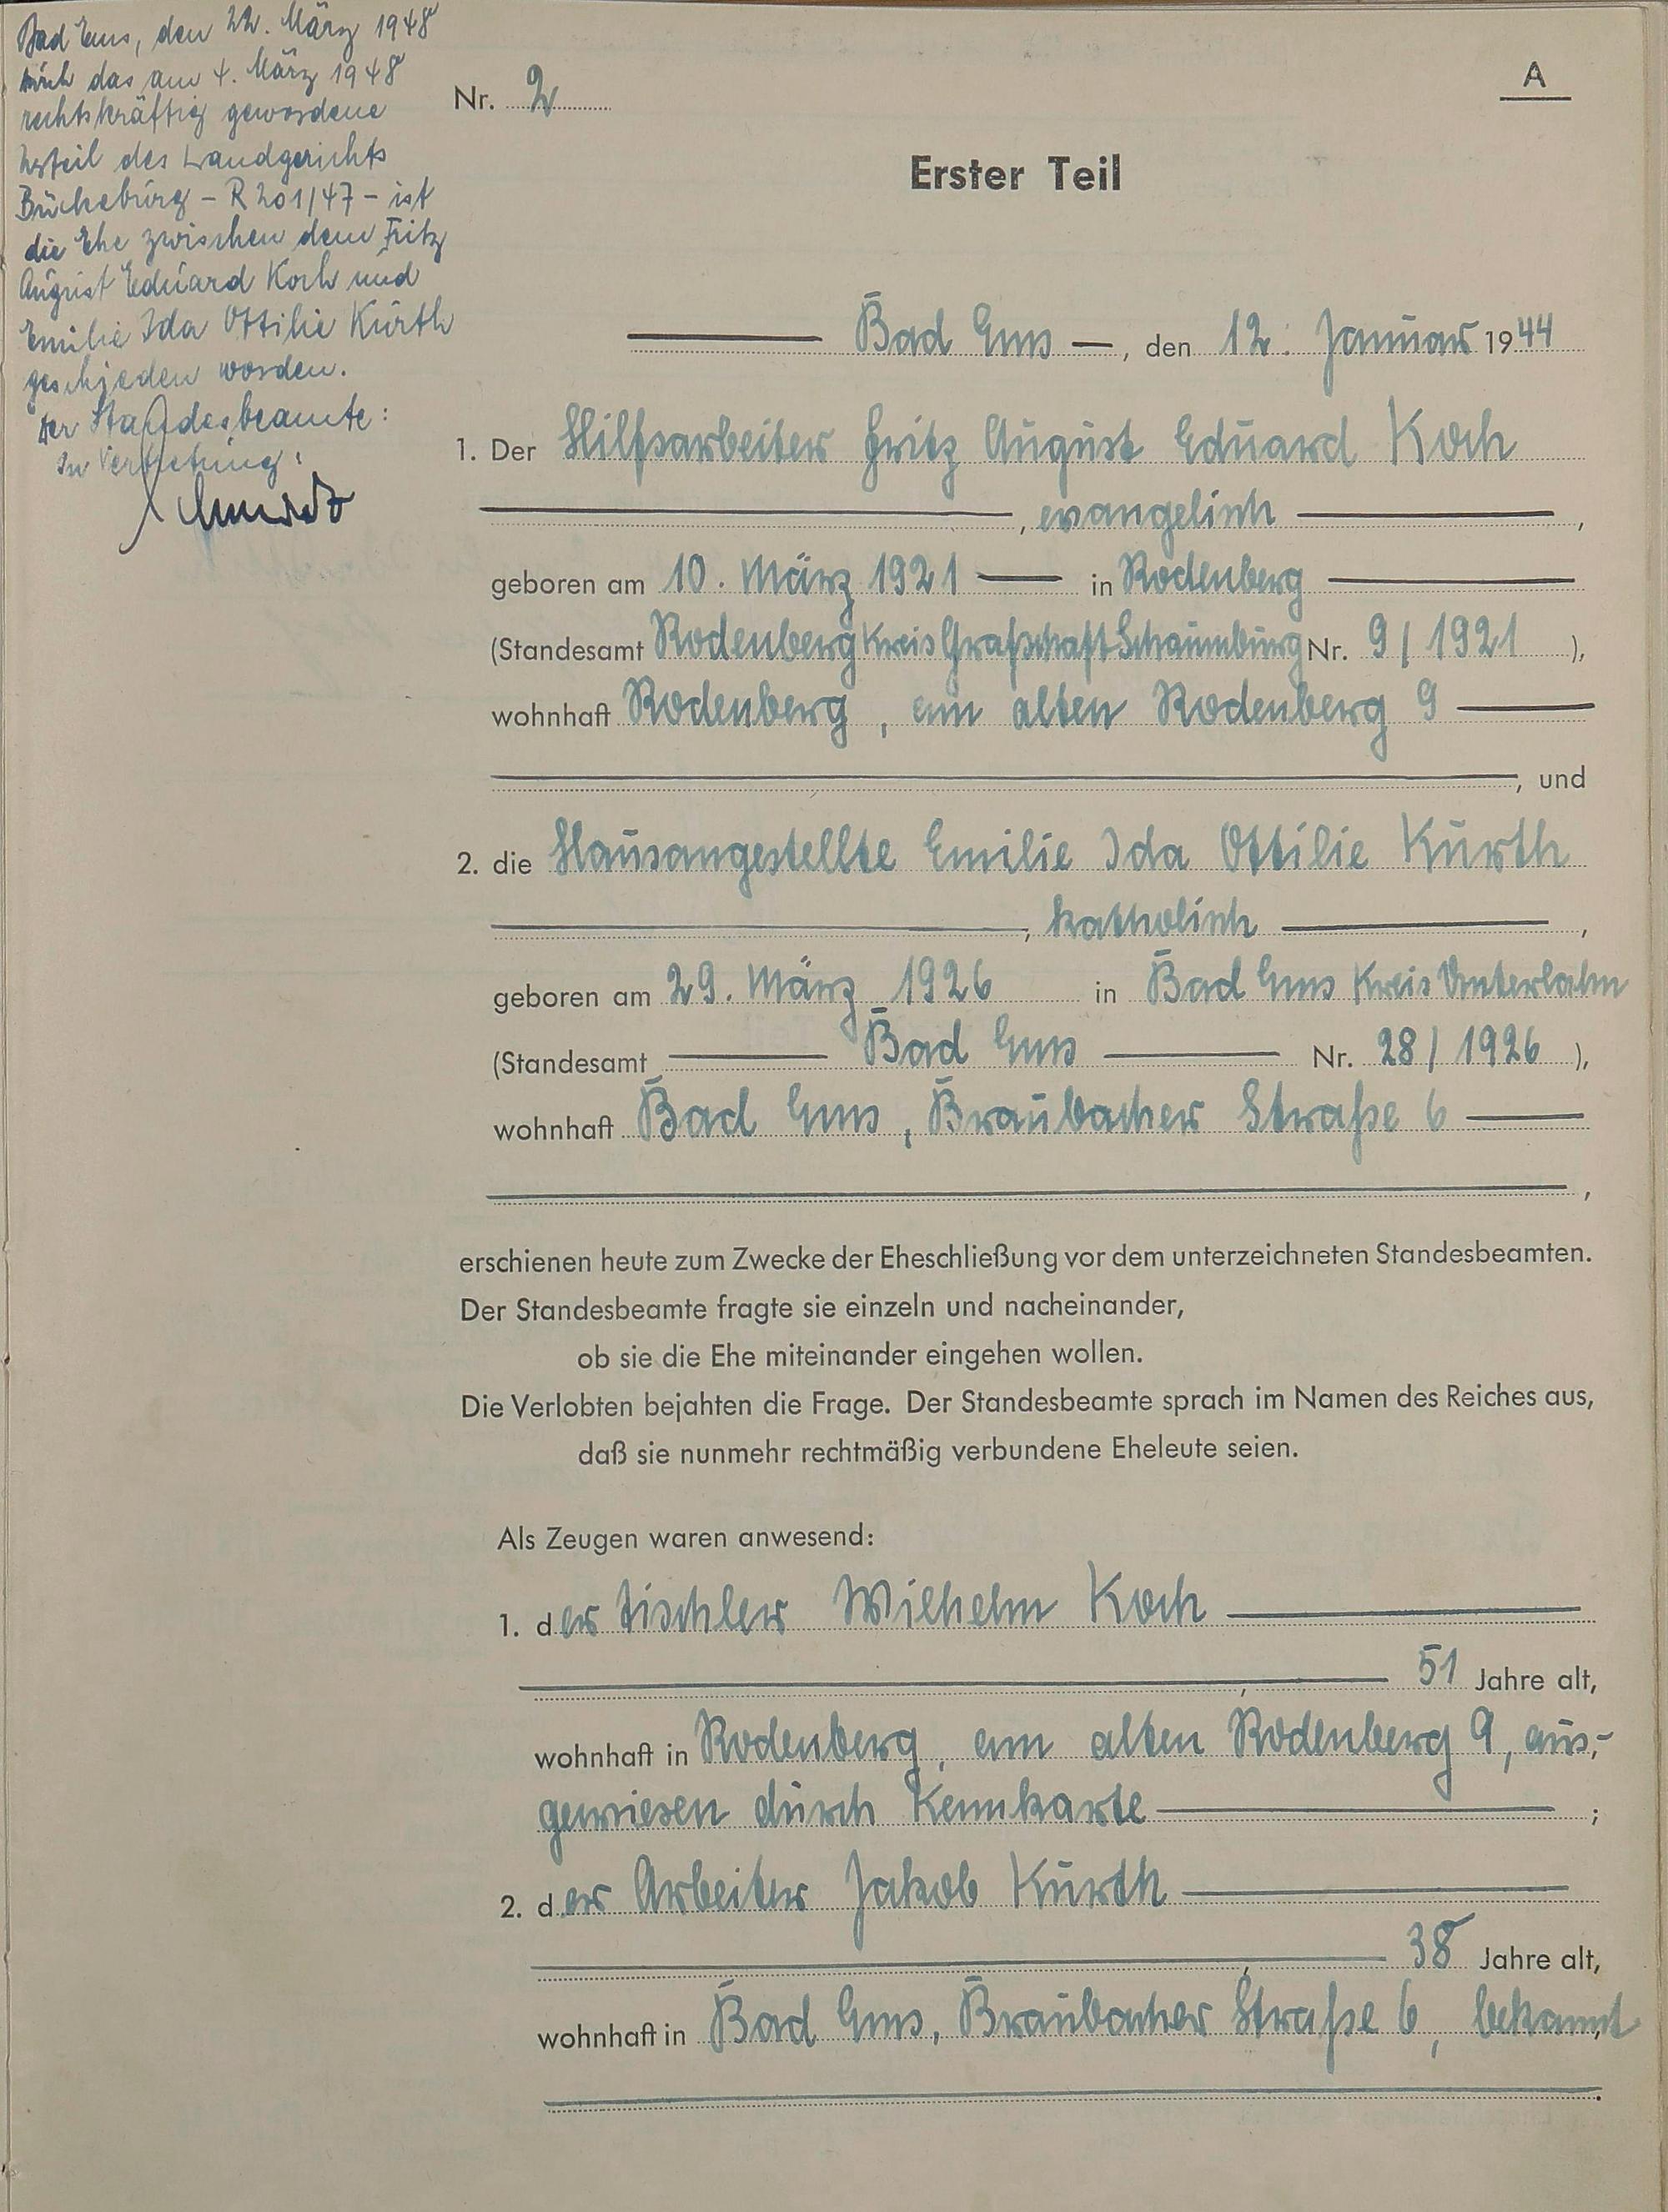 Bad Ems, den 22. März 1948
Durch das am 4. März 1948
rechtskräftig gewordene
Urteil des Landgerichts
Bückeburg – R 201/47 – ist
die Ehe zwischen dem Fritz
August Eduard Koch und
Emilie Ida Ottilie Kurth
geschieden worden.
Der Standesbeamte:
In Vertretung:
Schmidt
A
Nr. 2
Erster Teil
Bad Ems —, den 12. Januar 1944
1. Der Hilfsarbeiter Fritz August Eduard Koch
, evangelisch ,
geboren am 10. März 1921 — in Rodenberg
(Standesamt Rodenberg Kreis Grafschaft Schaumburg Nr. 9/1921 ),
wohnhaft Rodenberg, am alten Rodenberg 9
, und
2. die Hausangestellte Emilie Ida Ottilie Kurth
, katholisch ,
geboren am 29. März 1926 in Bad Ems Kreis Unterlahn
(Standesamt Bad Ems Nr. 28/1926 ),
wohnhaft Bad Ems, Braubacher Straße 6
,
erschienen heute zum Zwecke der Eheschließung vor dem unterzeichneten Standesbeamten.
Der Standesbeamte fragte sie einzeln und nacheinander,
ob sie die Ehe miteinander eingehen wollen.
Die Verlobten bejahten die Frage. Der Standesbeamte sprach im Namen des Reiches aus,
daß sie nunmehr rechtmäßig verbundene Eheleute seien.
Als Zeugen waren anwesend:
1. der Tischler Wilhelm Koch
, 51 Jahre alt,
wohnhaft in Rodenberg, am alten Rodenberg 9, aus-
gewiesen durch Kennkarte ;
2. der Arbeiter Jakob Kurth
, 38 Jahre alt,
wohnhaft in Bad Ems, Braubacher Straße 6, bekannt
.